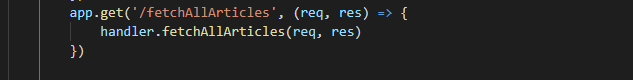 app.get('/fetchAllArticles', (req, res) => {
    handler.fetchAllArticles(req, res)
})